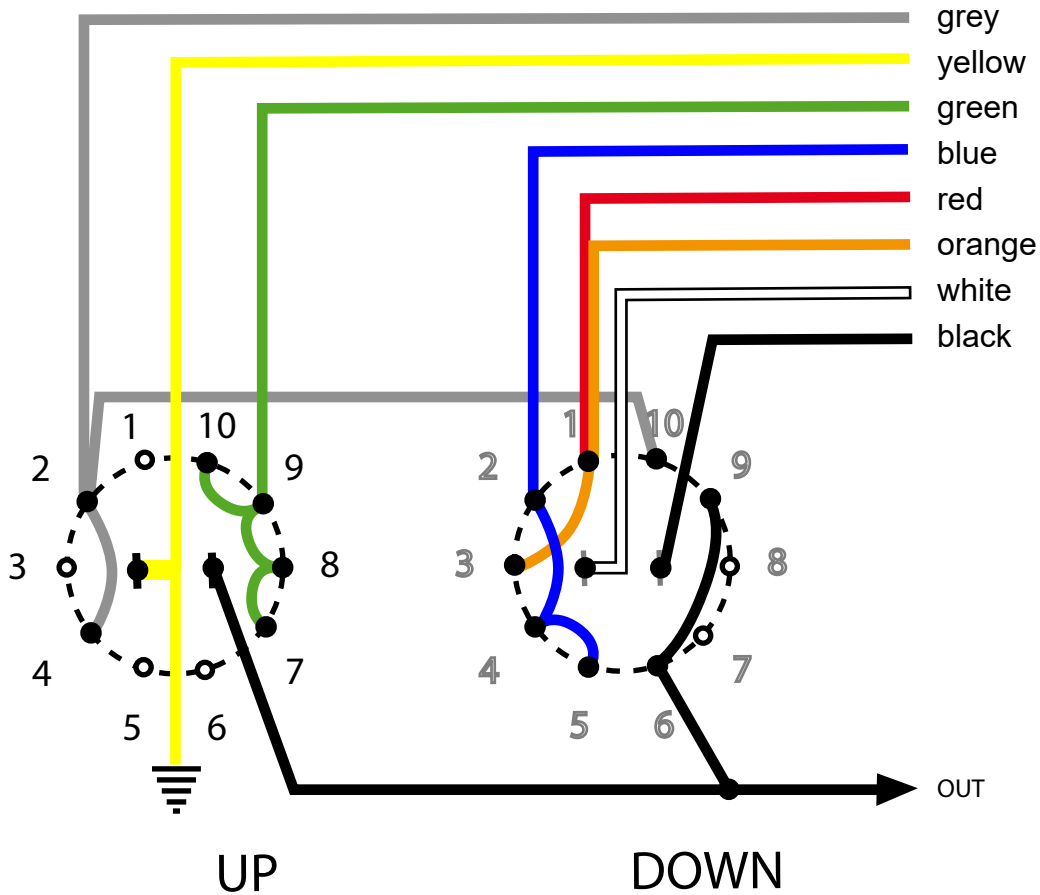 grey
yellow
green
blue
red
orange
white
black
1 10 1 10
2 9 2 9
3 8 3 8
4 7 4 7
5 6 5 6
OUT
UP DOWN